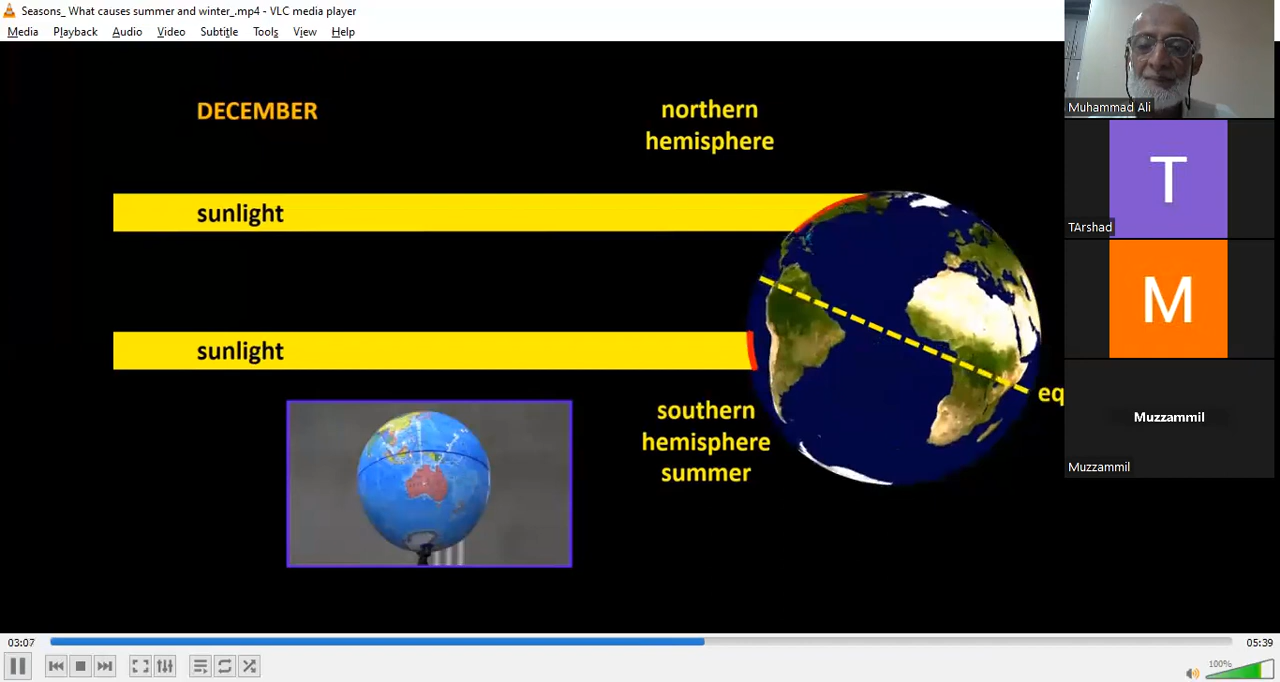 Seasons_ What causes summer and winter_.mp4 - VLC media player
Media Playback Audio Video Subtitle Tools View Help
DECEMBER
northern
hemisphere
sunlight
sunlight
eq
southern
hemisphere
summer
Muhammad Ali
T
TArshad
M
Muzzammil
Muzzammil
03:07
05:39
100%